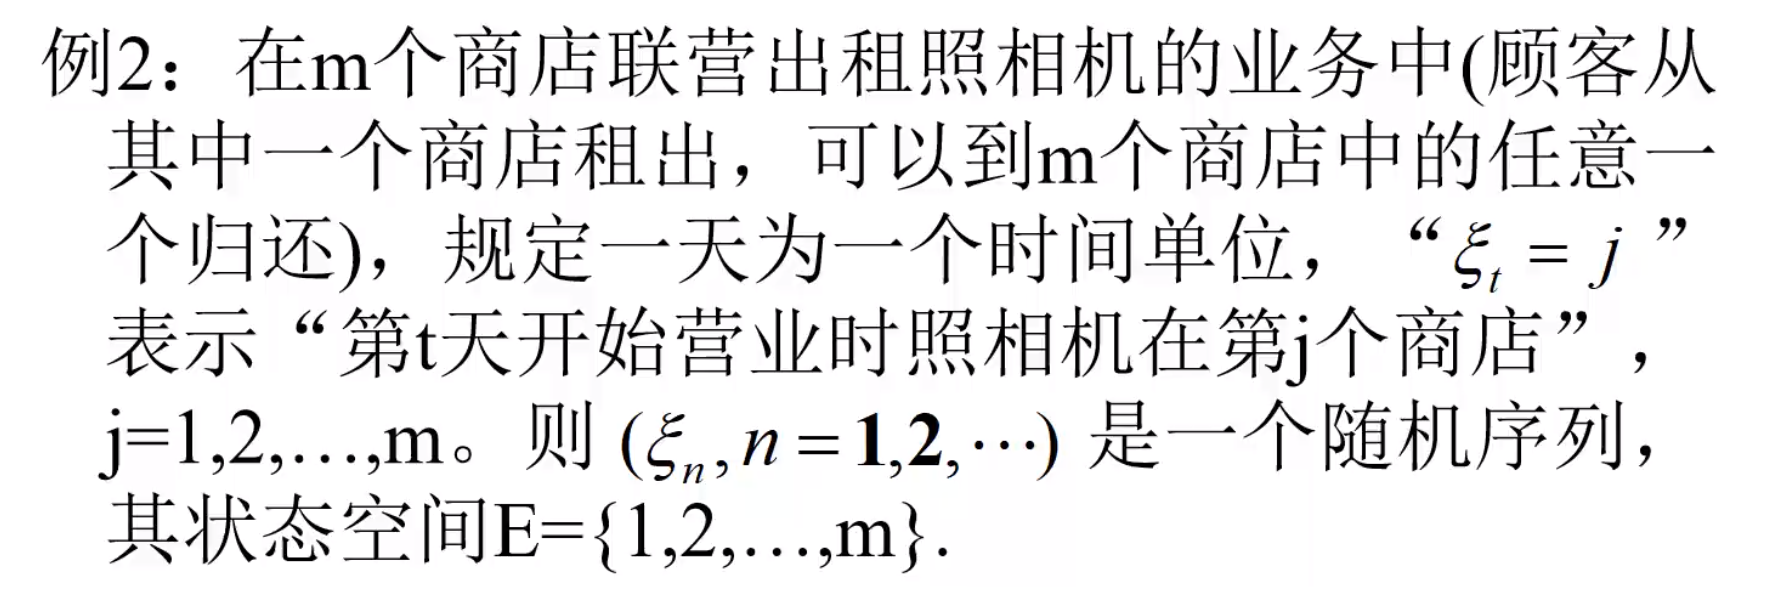 例2：在m个商店联营出租照相机的业务中(顾客从
其中一个商店租出，可以到m个商店中的任意一
个归还)，规定一天为一个时间单位，“ξₜ = j”
表示“第t天开始营业时照相机在第j个商店”，
j=1,2,…,m。则 (ξₙ, n = 1,2,⋯) 是一个随机序列，
其状态空间E={1,2,…,m}.